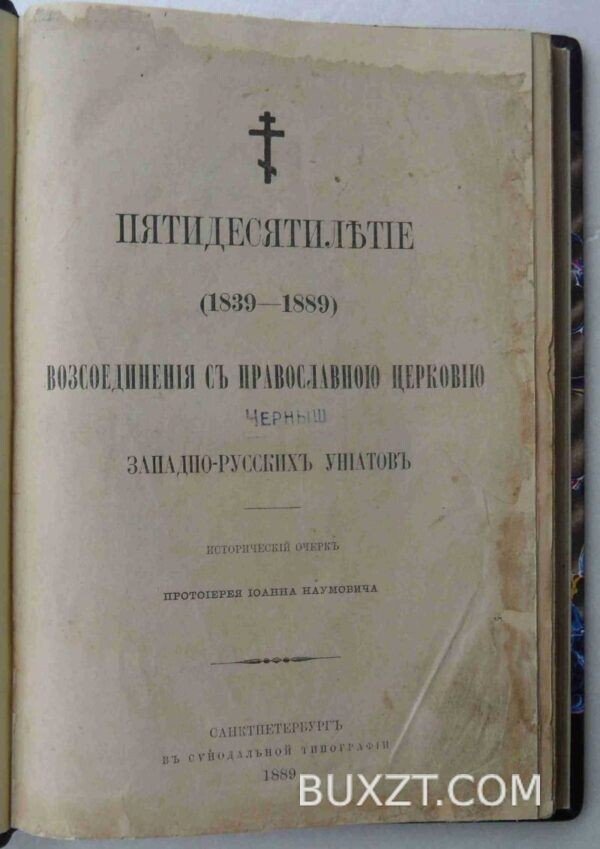 ПЯТИДЕСЯТИЛѢТІЕ
(1839—1889)
ВОЗСОЕДИНЕНІЯ СЪ ПРАВОСЛАВНОЮ ЦЕРКОВІЮ
ЧЕРНЫШ
ЗАПАДНО-РУССКИХЪ УНІАТОВЪ
ИСТОРИЧЕСКІЙ ОЧЕРКЪ
ПРОТОІЕРЕЯ ІОАННА НАУМОВИЧА
САНКТПЕТЕРБУРГЪ
ВЪ СѴНОДАЛЬНОЙ ТИПОГРАФІИ
1889
BUXZT.COM